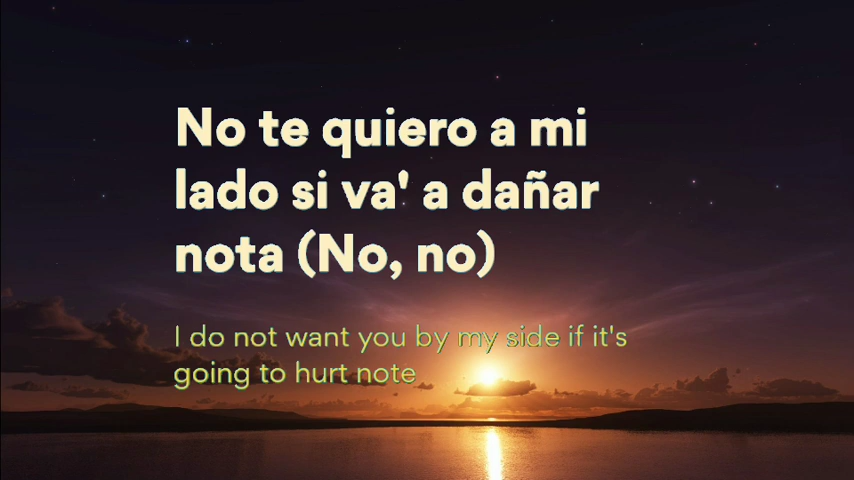 No te quiero a mi
lado si va' a dañar
nota (No, no)
I do not want you by my side if it's
going to hurt note